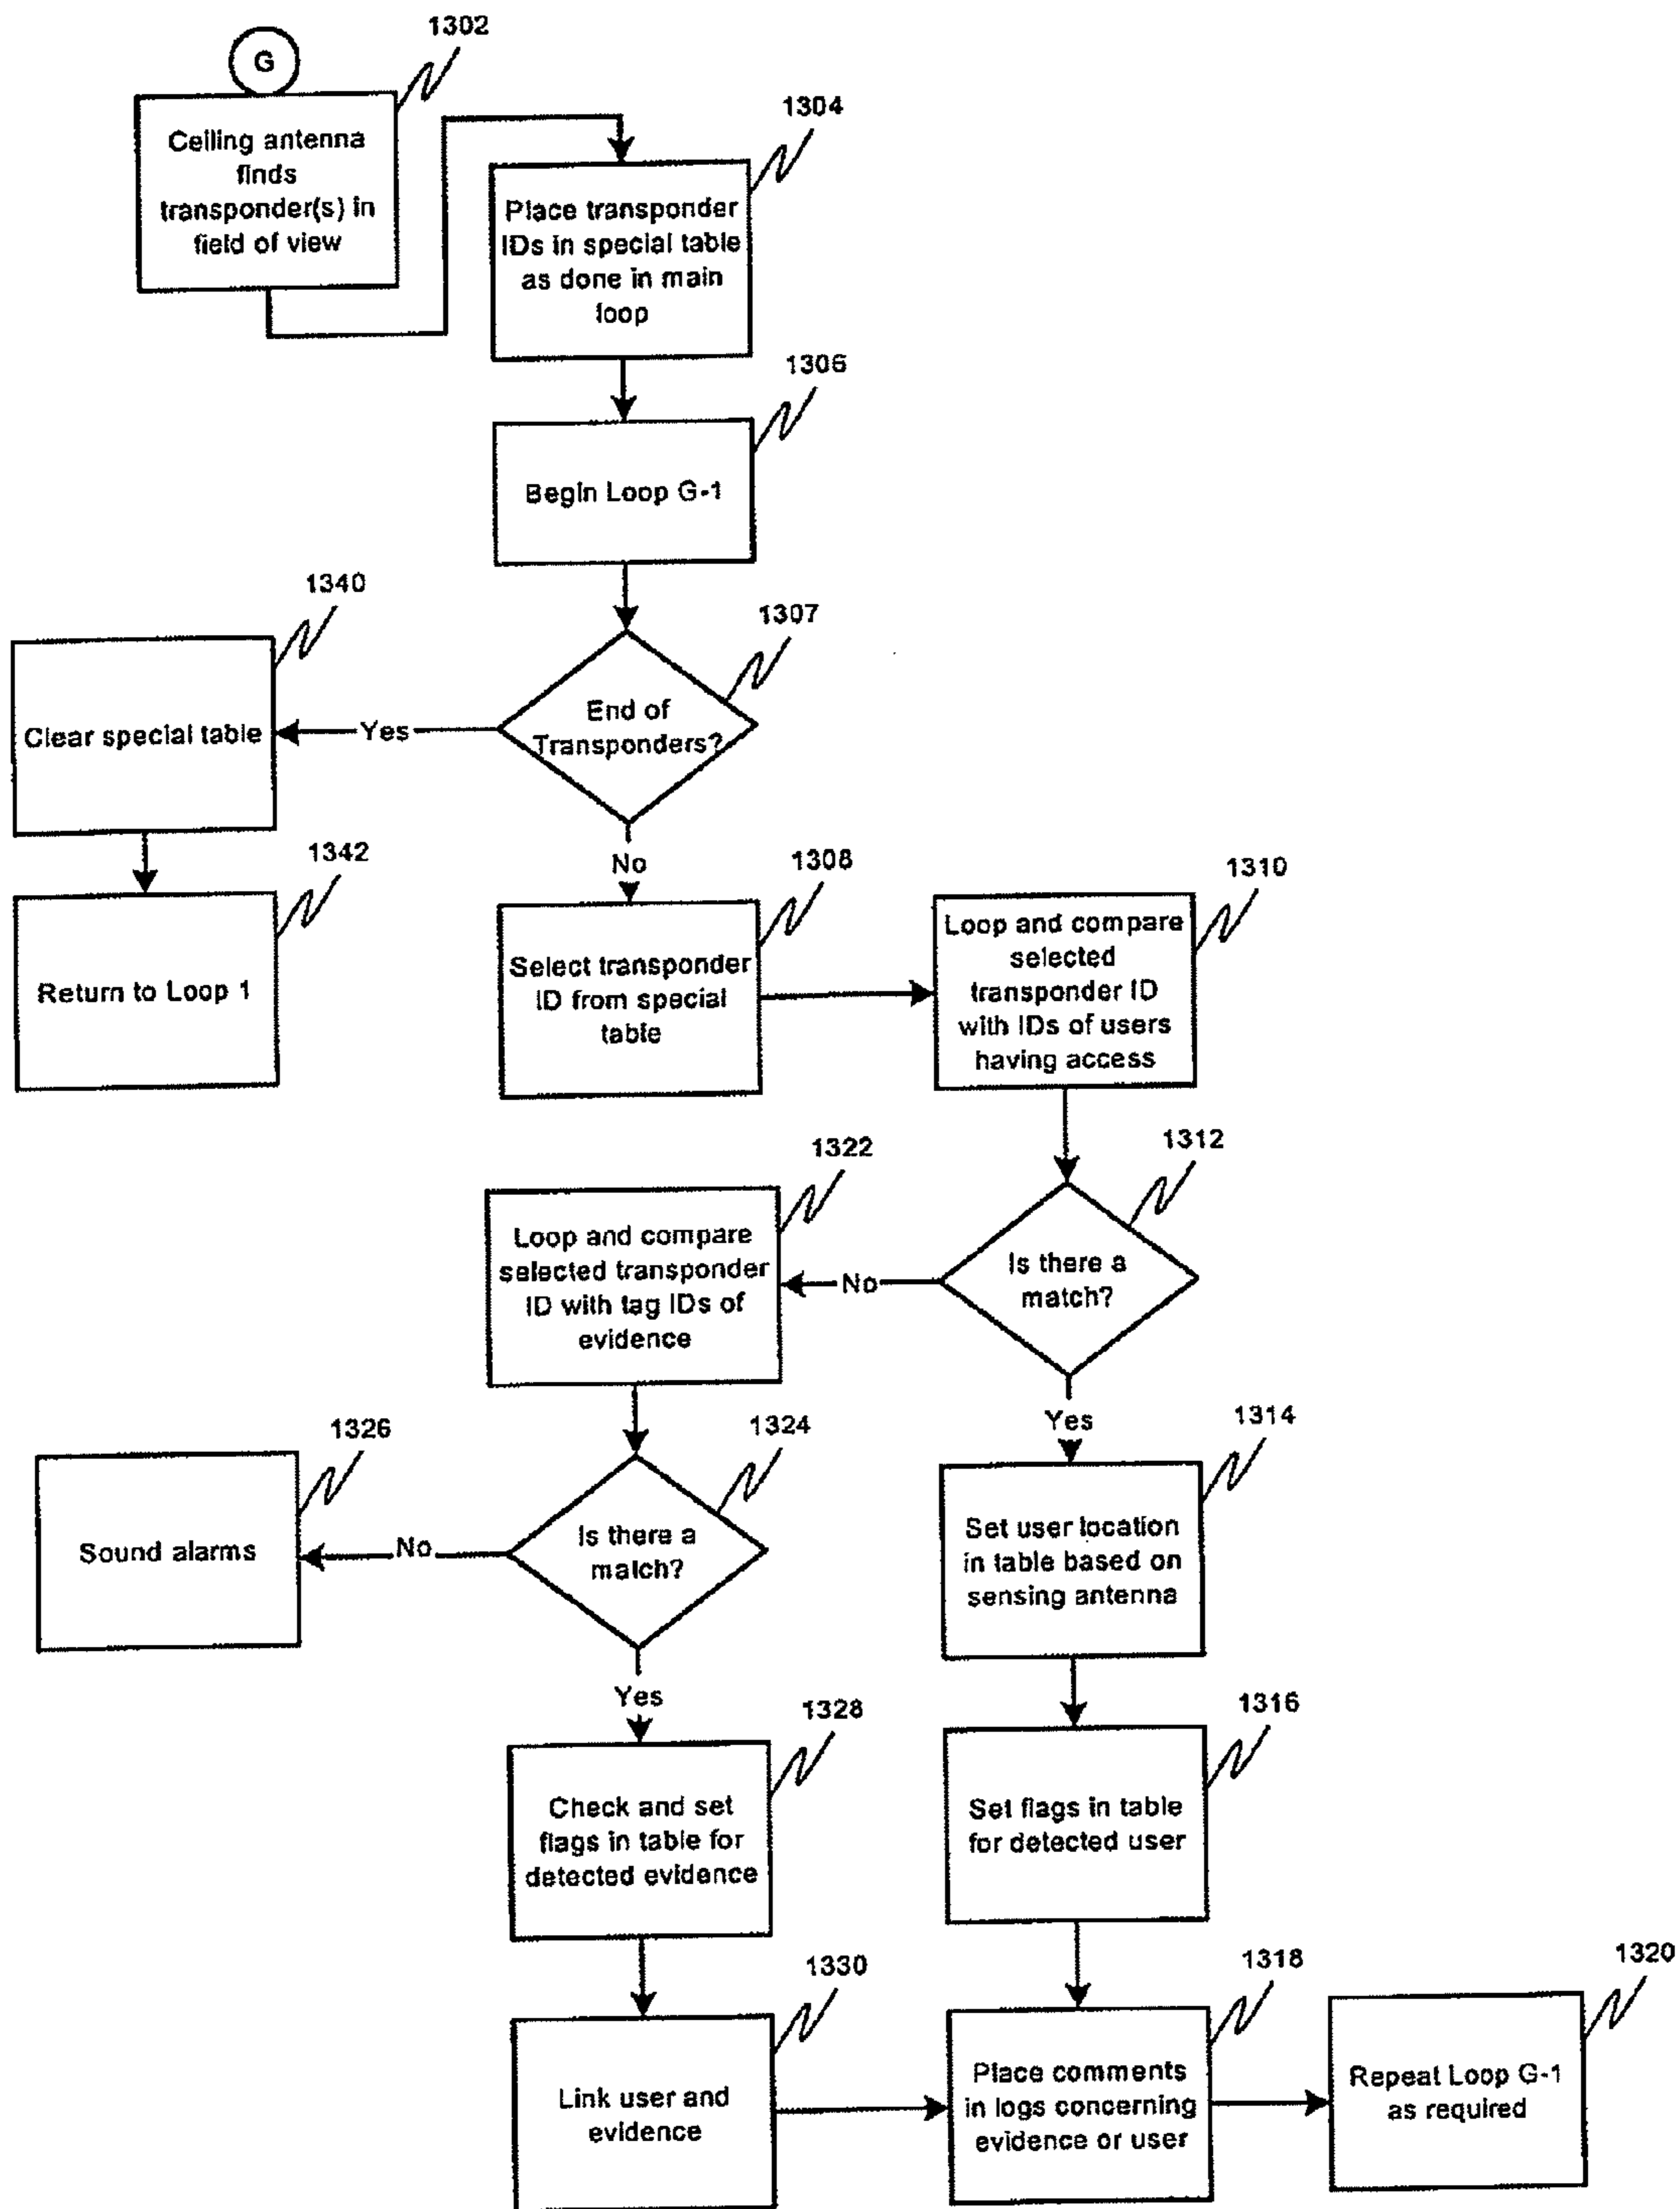 1302
G
Ceiling antenna
finds
transponder(s) in
field of view
1304
Place transponder
IDs in special table
as done in main
loop
1306
Begin Loop G-1
1340
Clear special table
1307
End of
Transponders?
Yes
No
1342
Return to Loop 1
1308
Select transponder
ID from special
table
1310
Loop and compare
selected
transponder ID
with IDs of users
having access
1312
Is there a
match?
No
Yes
1322
Loop and compare
selected transponder
ID with tag IDs of
evidence
1324
Is there a
match?
No
Yes
1326
Sound alarms
1314
Set user location
in table based on
sensing antenna
1328
Check and set
flags in table for
detected evidence
1316
Set flags in table
for detected user
1330
Link user and
evidence
1318
Place comments
in logs concerning
evidence or user
1320
Repeat Loop G-1
as required